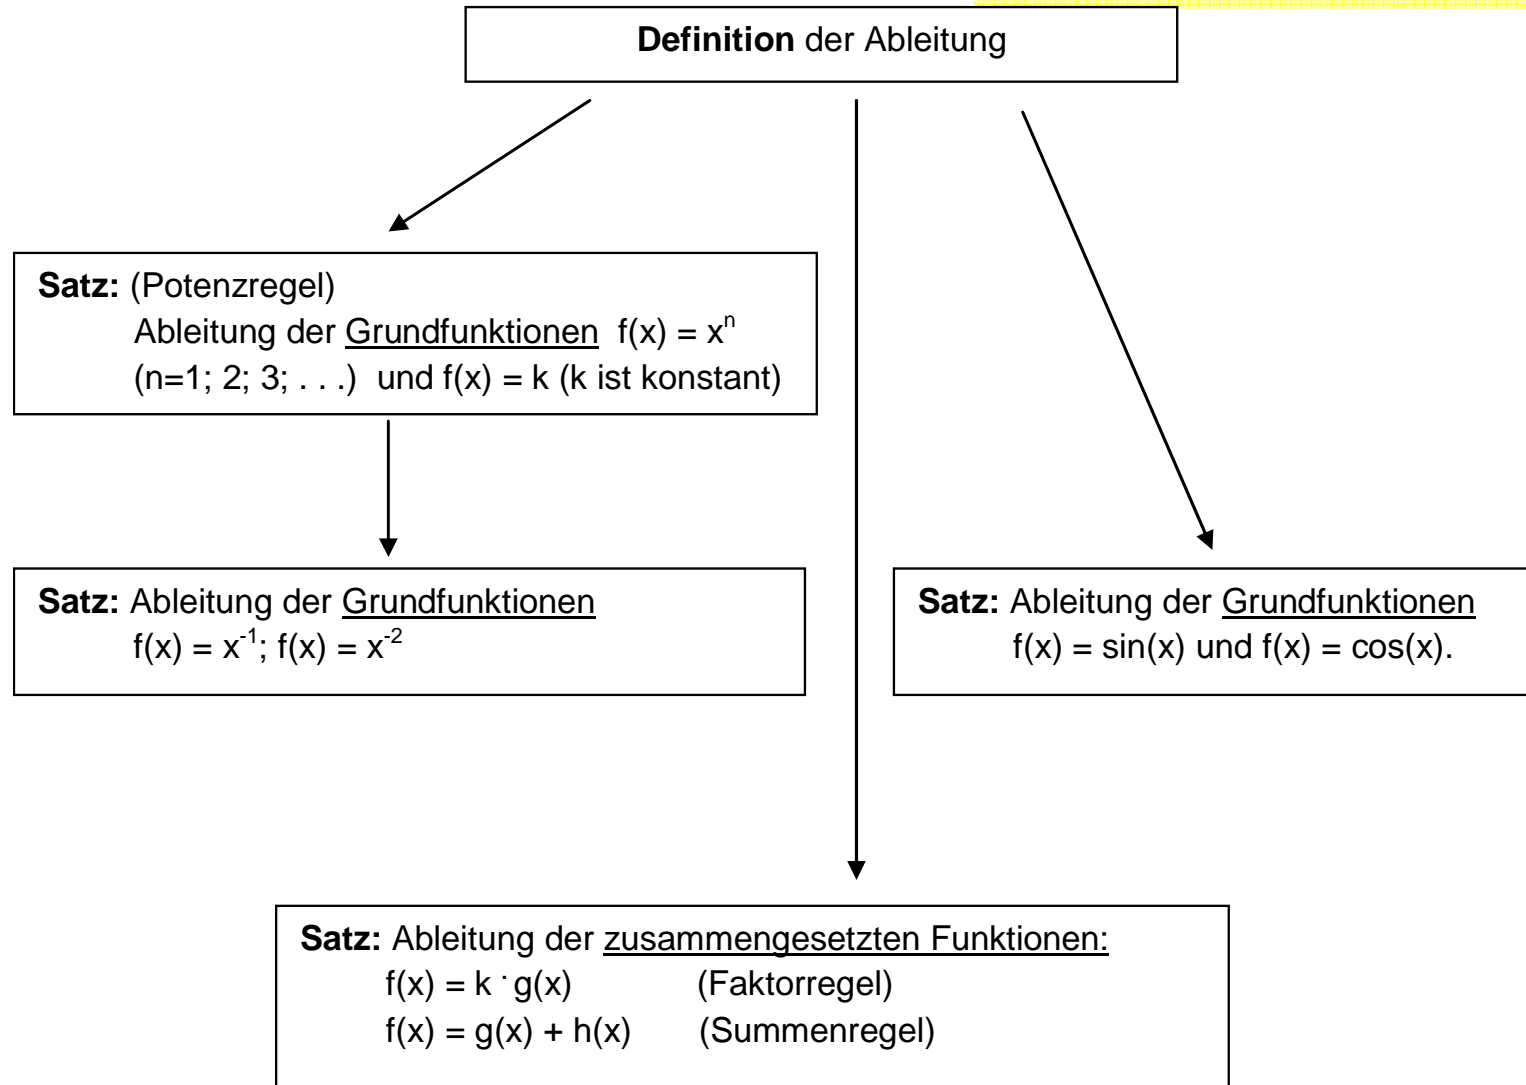 Definition der Ableitung
Satz: (Potenzregel)
Ableitung der Grundfunktionen f(x) = xⁿ
(n=1; 2; 3; . . .) und f(x) = k (k ist konstant)
Satz: Ableitung der Grundfunktionen
f(x) = x⁻¹; f(x) = x⁻²
Satz: Ableitung der Grundfunktionen
f(x) = sin(x) und f(x) = cos(x).
Satz: Ableitung der zusammengesetzten Funktionen:
f(x) = k · g(x) (Faktorregel)
f(x) = g(x) + h(x) (Summenregel)